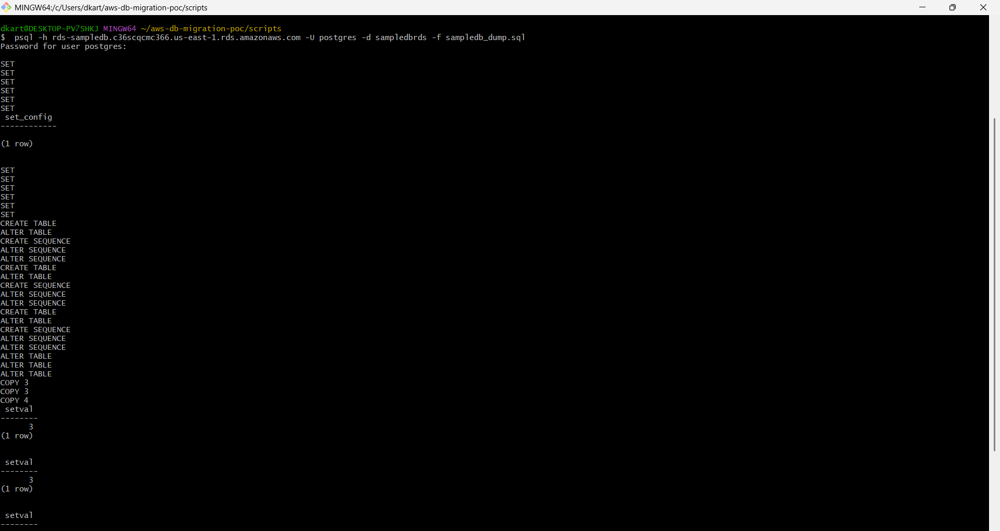 MINGW64:/c/Users/dkart/aws-db-migration-poc/scripts
dkart@DESKTOP-PV7SHKJ MINGW64 ~/aws-db-migration-poc/scripts
$  psql -h rds-sampledb.c36scqcmc366.us-east-1.rds.amazonaws.com -U postgres -d sampledbrds -f sampledb_dump.sql
Password for user postgres:
SET
SET
SET
SET
SET
SET
 set_config
------------
(1 row)
SET
SET
SET
SET
SET
SET
CREATE TABLE
ALTER TABLE
CREATE SEQUENCE
ALTER SEQUENCE
ALTER SEQUENCE
CREATE TABLE
ALTER TABLE
CREATE SEQUENCE
ALTER SEQUENCE
ALTER SEQUENCE
CREATE TABLE
ALTER TABLE
CREATE SEQUENCE
ALTER SEQUENCE
ALTER SEQUENCE
ALTER TABLE
ALTER TABLE
ALTER TABLE
COPY 3
COPY 3
COPY 4
 setval
--------
      3
(1 row)
 setval
--------
      3
(1 row)
 setval
--------